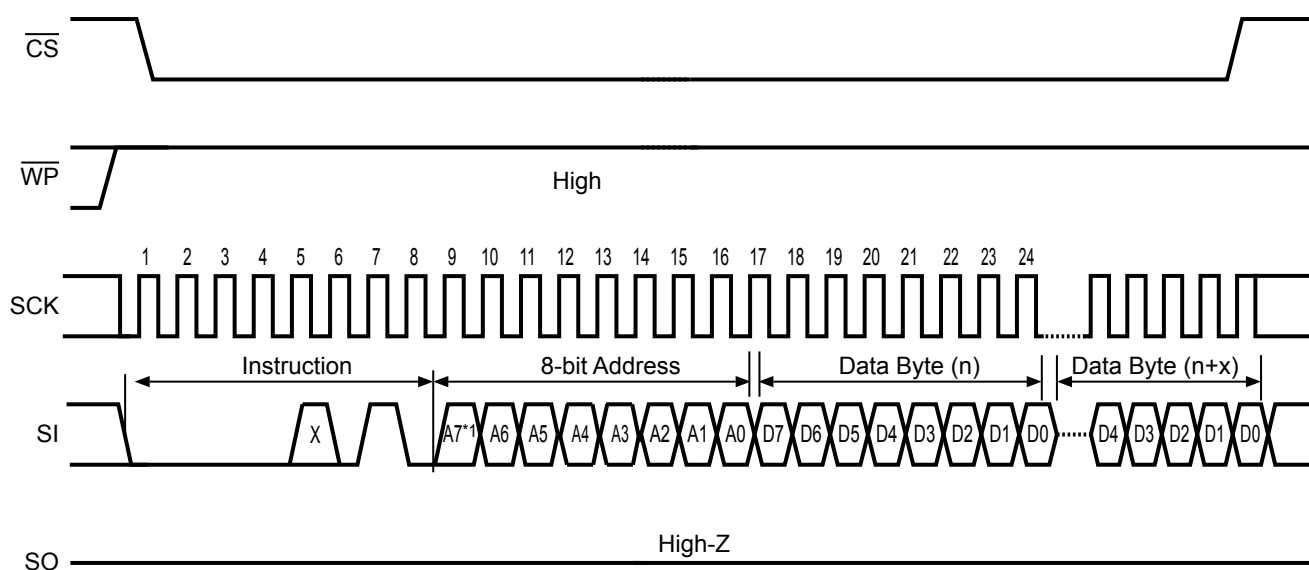 CS
WP
High
1 2 3 4 5 6 7 8 9 10 11 12 13 14 15 16 17 18 19 20 21 22 23 24
SCK
Instruction 8-bit Address Data Byte (n) Data Byte (n+x)
SI X A7*1 A6 A5 A4 A3 A2 A1 A0 D7 D6 D5 D4 D3 D2 D1 D0 D4 D3 D2 D1 D0
High-Z
SO